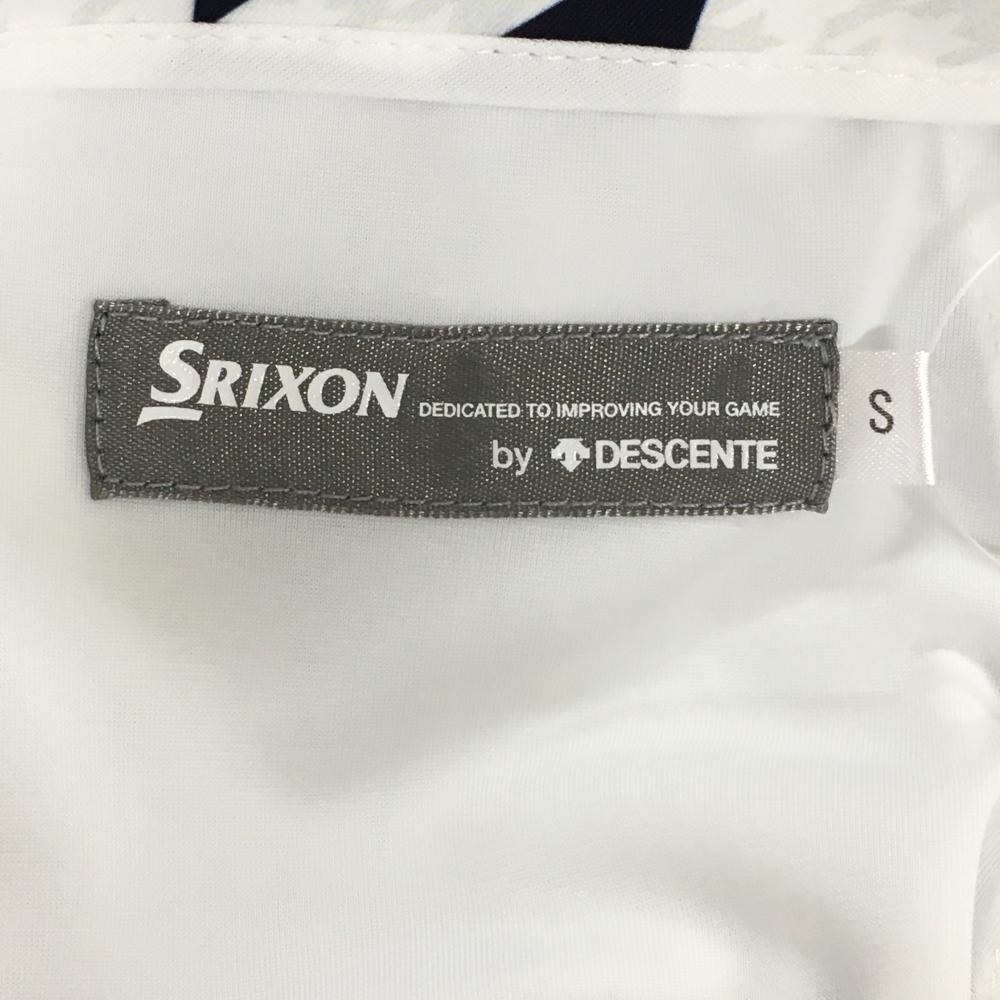 SRIXON DEDICATED TO IMPROVING YOUR GAME
by DESCENTE
S